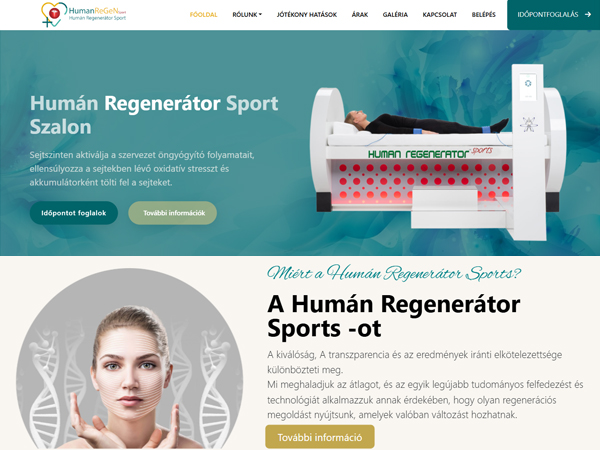 HumanReGeN
Humán Regenerátor Sport
FŐOLDAL
RÓLUNK
JÓTÉKONY HATÁSOK
ÁRAK
GALÉRIA
KAPCSOLAT
BELÉPÉS
IDŐPONTFOGLALÁS
Humán Regenerátor Sport
Szalon
Sejtszinten aktiválja a szervezet öngyógyító folyamatait,
ellensúlyozza a sejtekben lévő oxidatív stresszt és
akkumulátorként tölti fel a sejteket.
Időpontot foglalok
További információk
HUMAN REGENERATOR SPORTS
Miért a Humán Regenerátor Sports?
A Humán Regenerátor
Sports -ot
A kiválóság, A transzparencia és az eredmények iránti elkötelezettsége
különbözteti meg.
Mi meghaladjuk az átlagot, és az egyik legújabb tudományos felfedezést és
technológiát alkalmazzuk annak érdekében, hogy olyan regenerációs
megoldást nyújtsunk, amelyek valóban változást hozhatnak.
További információ